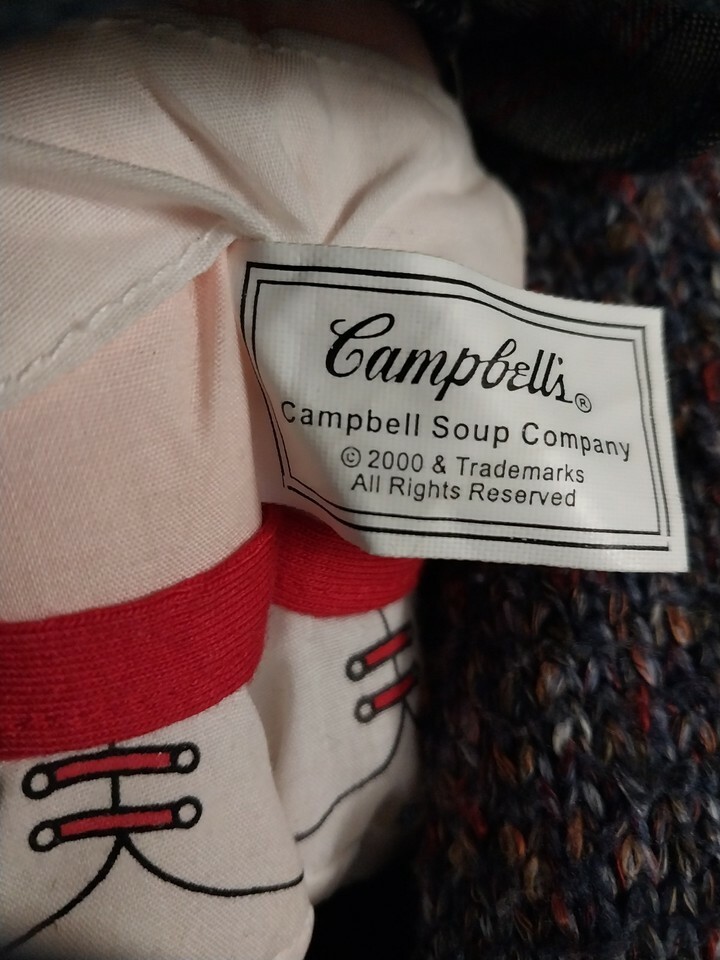 Campbell's®
Campbell Soup Company
© 2000 & Trademarks
All Rights Reserved